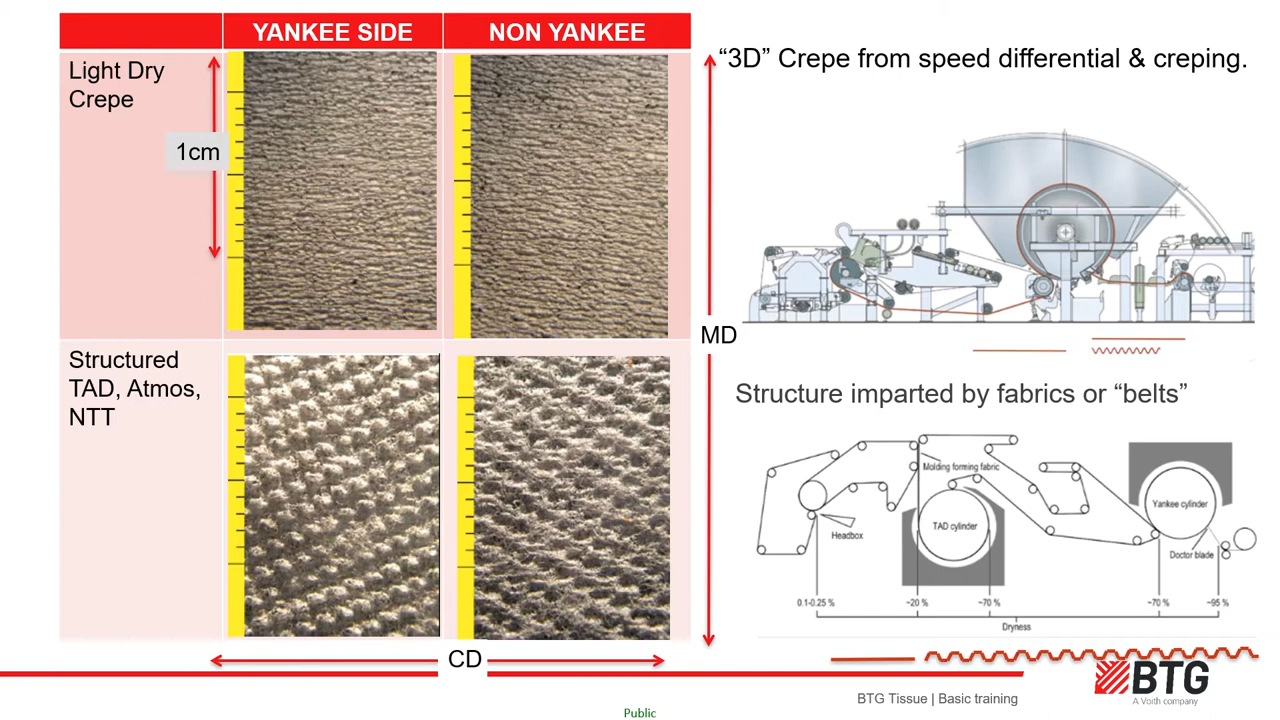 YANKEE SIDE
NON YANKEE
Light Dry
Crepe
1cm
Structured
TAD, Atmos,
NTT
CD
MD
“3D” Crepe from speed differential & creping.
Structure imparted by fabrics or “belts”
Molding forming fabric
Yankee cylinder
TAD cylinder
Headbox
Doctor blade
0.1-0.25 %
~20 %
~70 %
~70 %
~95 %
Dryness
BTG Tissue | Basic training
BTG
A Voith company
Public